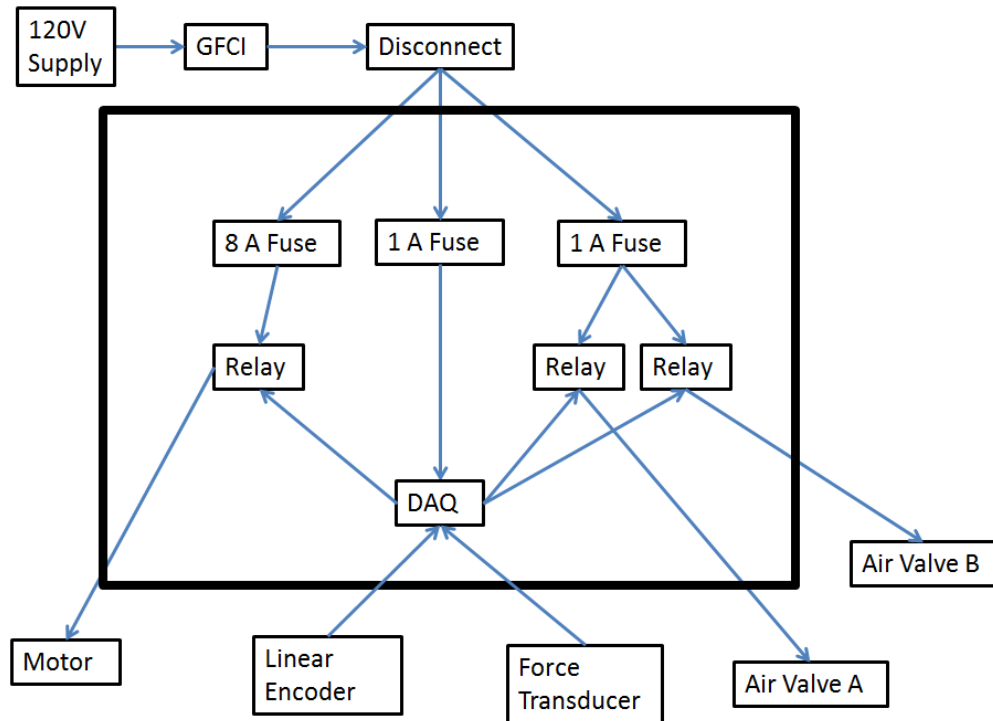 120V
Supply
GFCI
Disconnect
8 A Fuse
1 A Fuse
1 A Fuse
Relay
Relay
Relay
DAQ
Air Valve B
Motor
Linear
Encoder
Force
Transducer
Air Valve A